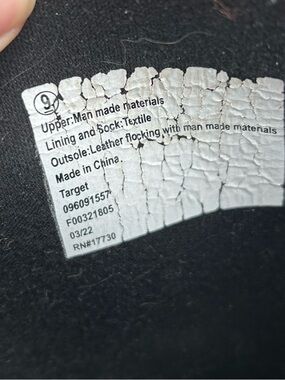 9
Upper:Man made materials
Lining and Sock:Textile
Outsole:Leather flocking with man made materials
Made in China.
Target
096091557
F00321805
03/22
RN#17730